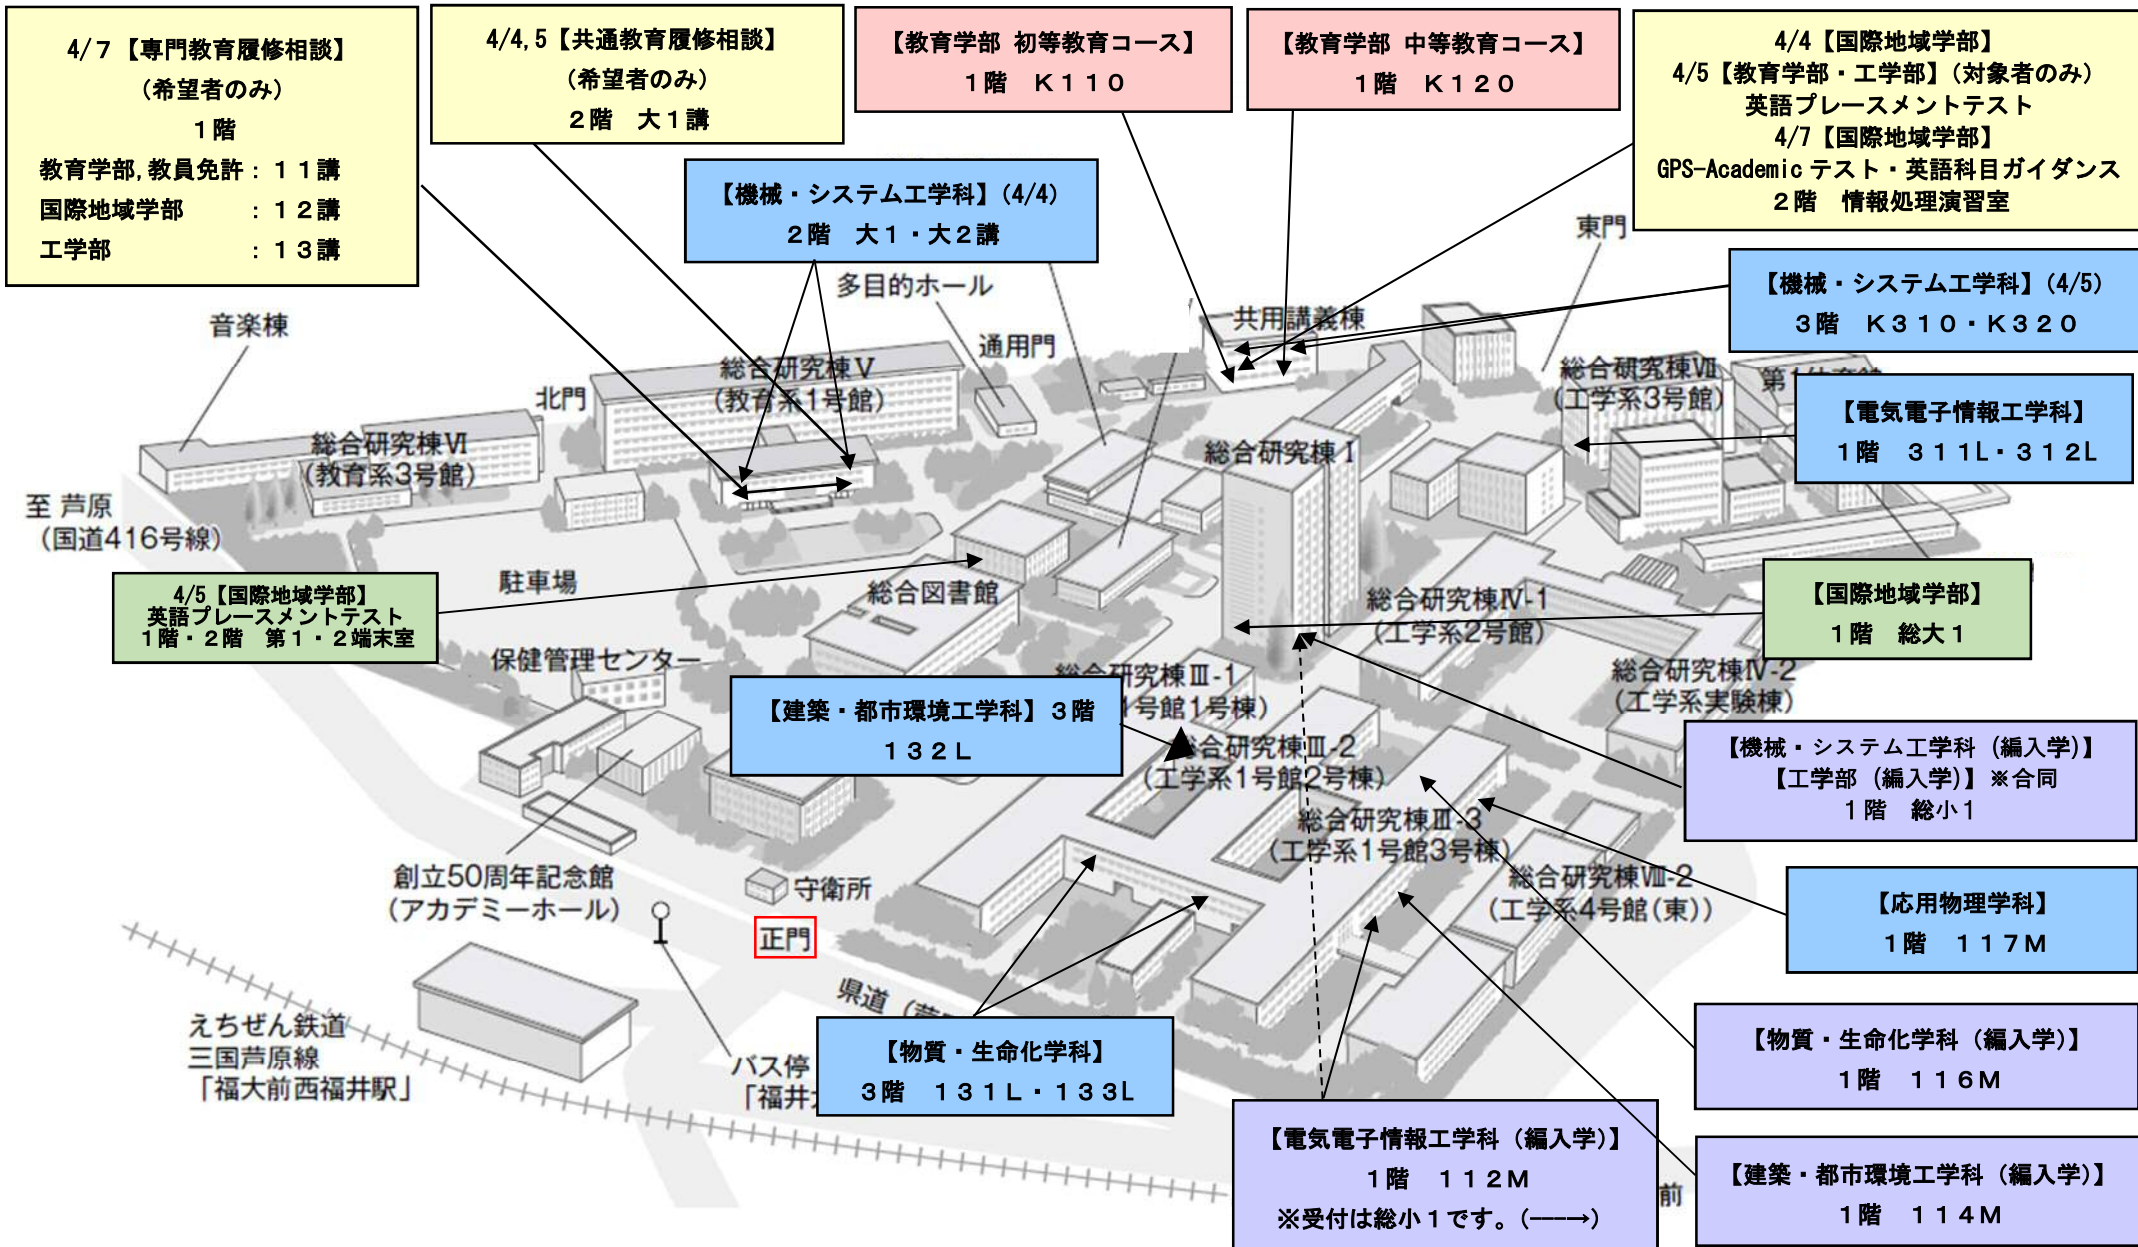 4/7【専門教育履修相談】
(希望者のみ)
1階
教育学部,教員免許：11講
国際地域学部　　：12講
工学部　　　　　：13講
4/4,5【共通教育履修相談】
(希望者のみ)
2階　大1講
【教育学部 初等教育コース】
1階　K110
【教育学部 中等教育コース】
1階　K120
4/4【国際地域学部】
4/5【教育学部・工学部】(対象者のみ)
英語プレースメントテスト
4/7【国際地域学部】
GPS-Academicテスト・英語科目ガイダンス
2階　情報処理演習室
【機械・システム工学科】(4/4)
2階　大1・大2講
東門
【機械・システム工学科】(4/5)
3階　K310・K320
多目的ホール
音楽棟
通用門
共用講義棟
総合研究棟Ⅴ
(教育系1号館)
北門
総合研究棟Ⅶ
(工学系3号館)
第1体育館
【電気電子情報工学科】
1階　311L・312L
総合研究棟Ⅵ
(教育系3号館)
総合研究棟Ⅰ
至 芦原
(国道416号線)
駐車場
4/5【国際地域学部】
英語プレースメントテスト
1階・2階　第1・2端末室
総合図書館
総合研究棟Ⅳ-1
(工学系2号館)
【国際地域学部】
1階　総大1
保健管理センター
総合研究棟Ⅲ-1
1号館1号棟)
総合研究棟Ⅳ-2
(工学系実験棟)
【建築・都市環境工学科】3階
132L
総合研究棟Ⅲ-2
(工学系1号館2号棟)
【機械・システム工学科（編入学）】
【工学部（編入学）】※合同
1階　総小1
総合研究棟Ⅲ-3
(工学系1号館3号棟)
総合研究棟Ⅷ-2
(工学系4号館(東))
創立50周年記念館
(アカデミーホール)
守衛所
正門
【応用物理学科】
1階　117M
県道
えちぜん鉄道
三国芦原線
「福大前西福井駅」
バス停
「福井
【物質・生命化学科】
3階　131L・133L
【物質・生命化学科（編入学）】
1階　116M
【電気電子情報工学科（編入学）】
1階　112M
※受付は総小1です。(---→)
前
【建築・都市環境工学科（編入学）】
1階　114M